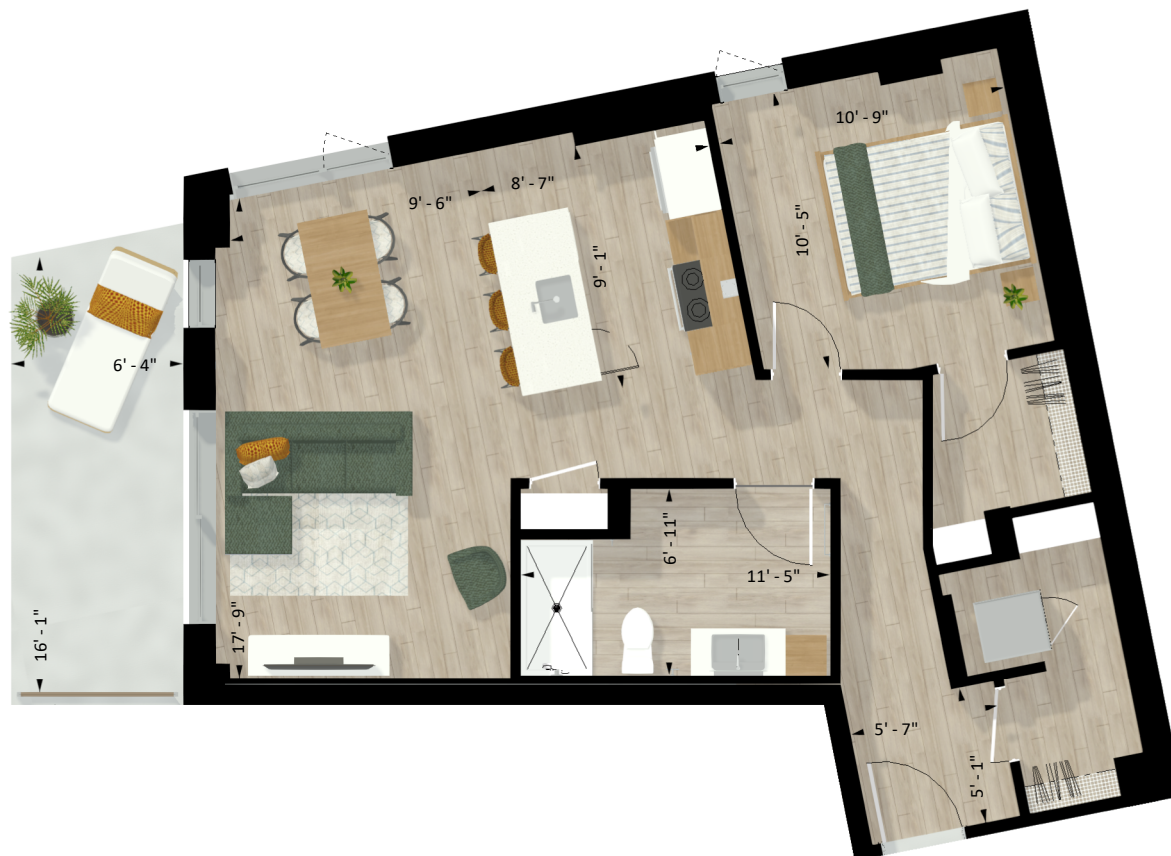 10' - 9"
8' - 7"
9' - 6"
10' - 5"
9' - 1"
6' - 4"
6' - 11"
11' - 5"
17' - 9"
16' - 1"
5' - 7"
5' - 1"